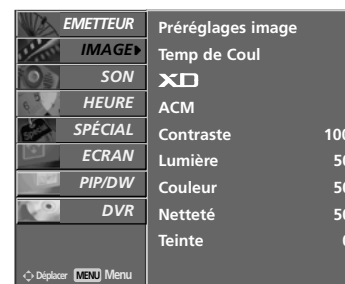 EMETTEUR
IMAGE
SON
HEURE
SPÉCIAL
ECRAN
PIP/DW
DVR
Déplacer MENU Menu
Préréglages image
Temp de Coul
XD
ACM
Contraste 100
Lumière 50
Couleur 50
Netteté 50
Teinte 0